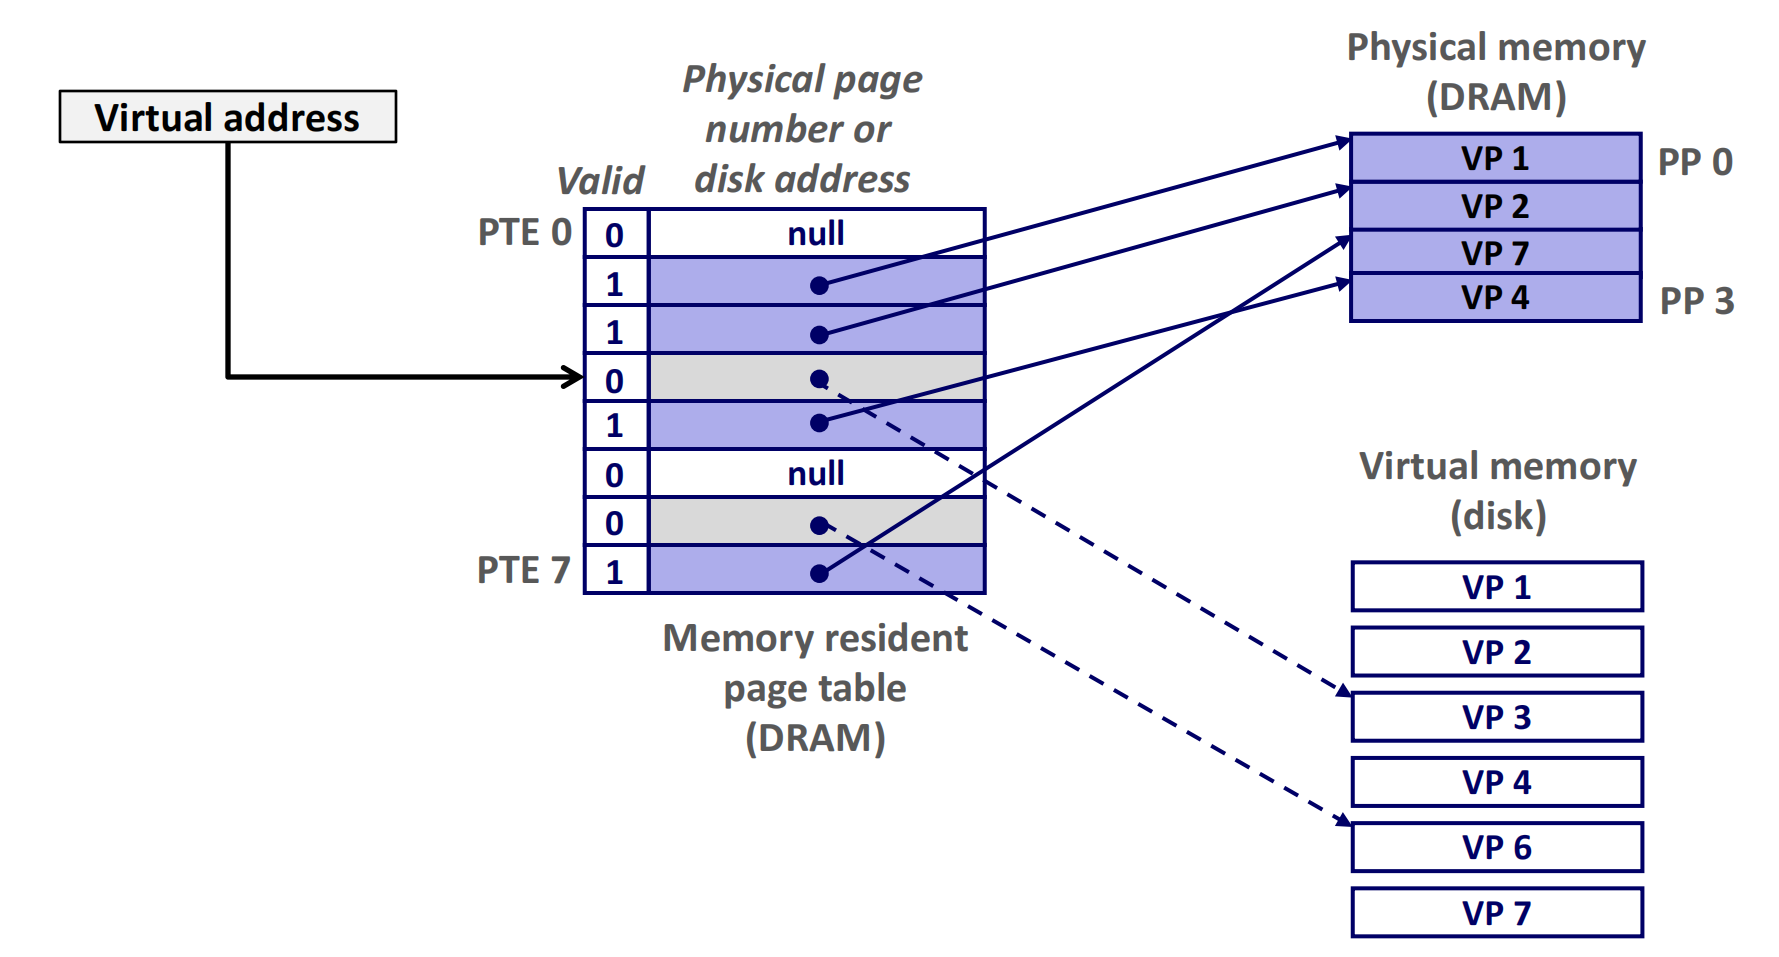 Virtual address
Physical page
number or
disk address
Valid
PTE 0
0
null
1
1
0
1
0
null
0
PTE 7
1
Memory resident
page table
(DRAM)
Physical memory
(DRAM)
VP 1
PP 0
VP 2
VP 7
VP 4
PP 3
Virtual memory
(disk)
VP 1
VP 2
VP 3
VP 4
VP 6
VP 7